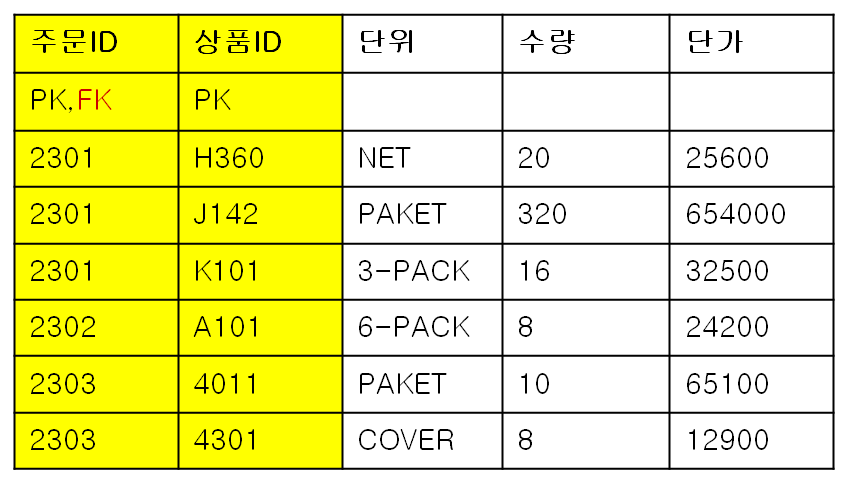 주문ID 상품ID 단위 수량 단가
PK,FK PK
2301 H360 NET 20 25600
2301 J142 PAKET 320 654000
2301 K101 3-PACK 16 32500
2302 A101 6-PACK 8 24200
2303 4011 PAKET 10 65100
2303 4301 COVER 8 12900